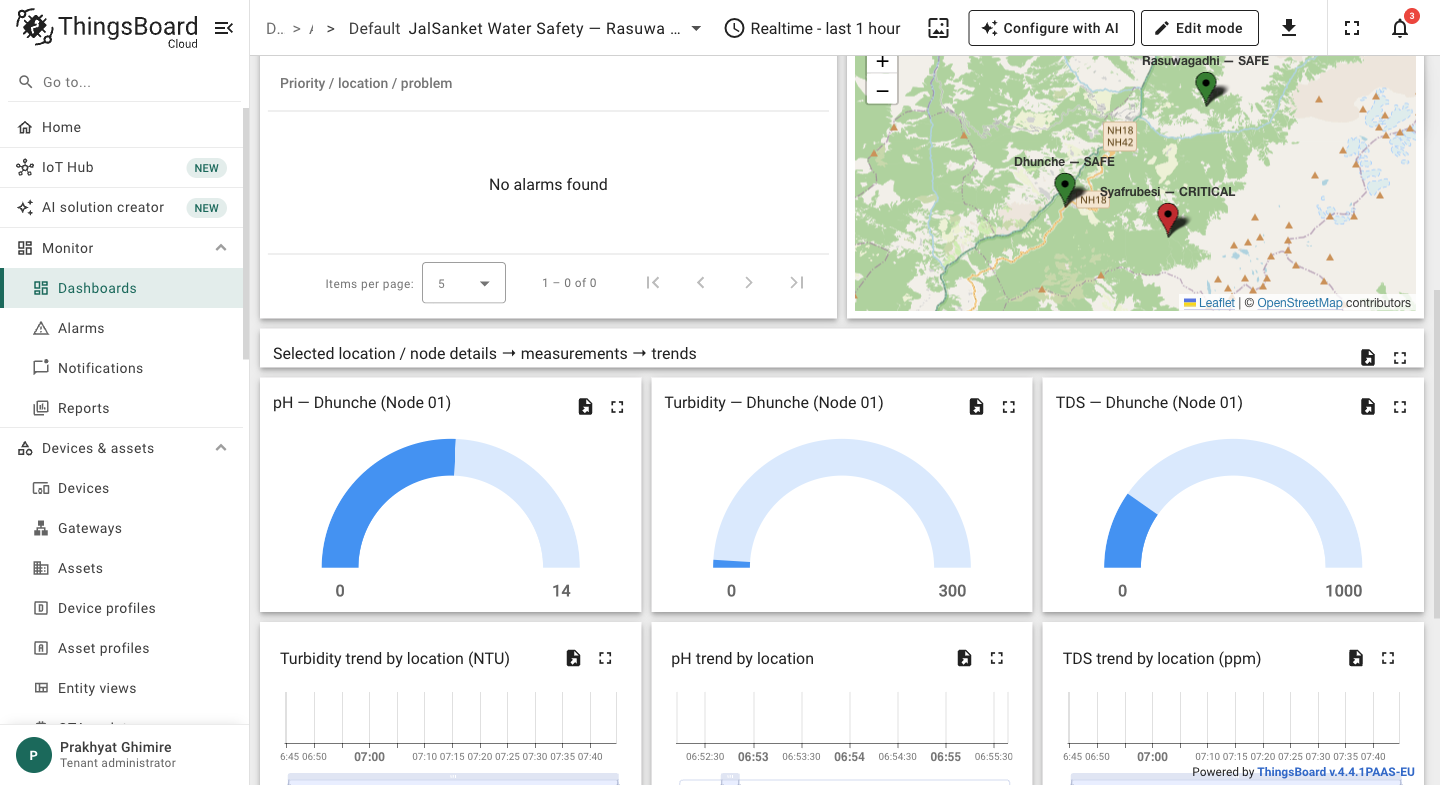 ThingsBoard
Cloud
D.. > A > Default JalSanket Water Safety — Rasuwa ...
Realtime - last 1 hour
Configure with AI
Edit mode
3
Go to...
Home
IoT Hub NEW
AI solution creator NEW
Monitor
Dashboards
Alarms
Notifications
Reports
Devices & assets
Devices
Gateways
Assets
Device profiles
Asset profiles
Entity views
P
Prakhyat Ghimire
Tenant administrator
Priority / location / problem
No alarms found
Items per page: 5 1 – 0 of 0
+
−
Rasuwagadhi — SAFE
NH18
NH42
Dhunche — SAFE
NH18
Syafrubesi — CRITICAL
Leaflet | © OpenStreetMap contributors
Selected location / node details → measurements → trends
pH — Dhunche (Node 01)
0 14
Turbidity — Dhunche (Node 01)
0 300
TDS — Dhunche (Node 01)
0 1000
Turbidity trend by location (NTU)
6:45 06:50 07:00 07:10 07:15 07:20 07:25 07:30 07:35 07:40
pH trend by location
06:52:30 06:53 06:53:30 06:54 06:54:30 06:55 06:55:30
TDS trend by location (ppm)
6:45 06:50 07:00 07:10 07:15 07:20 07:25 07:30 07:35 07:40
Powered by ThingsBoard v.4.4.1PAAS-EU